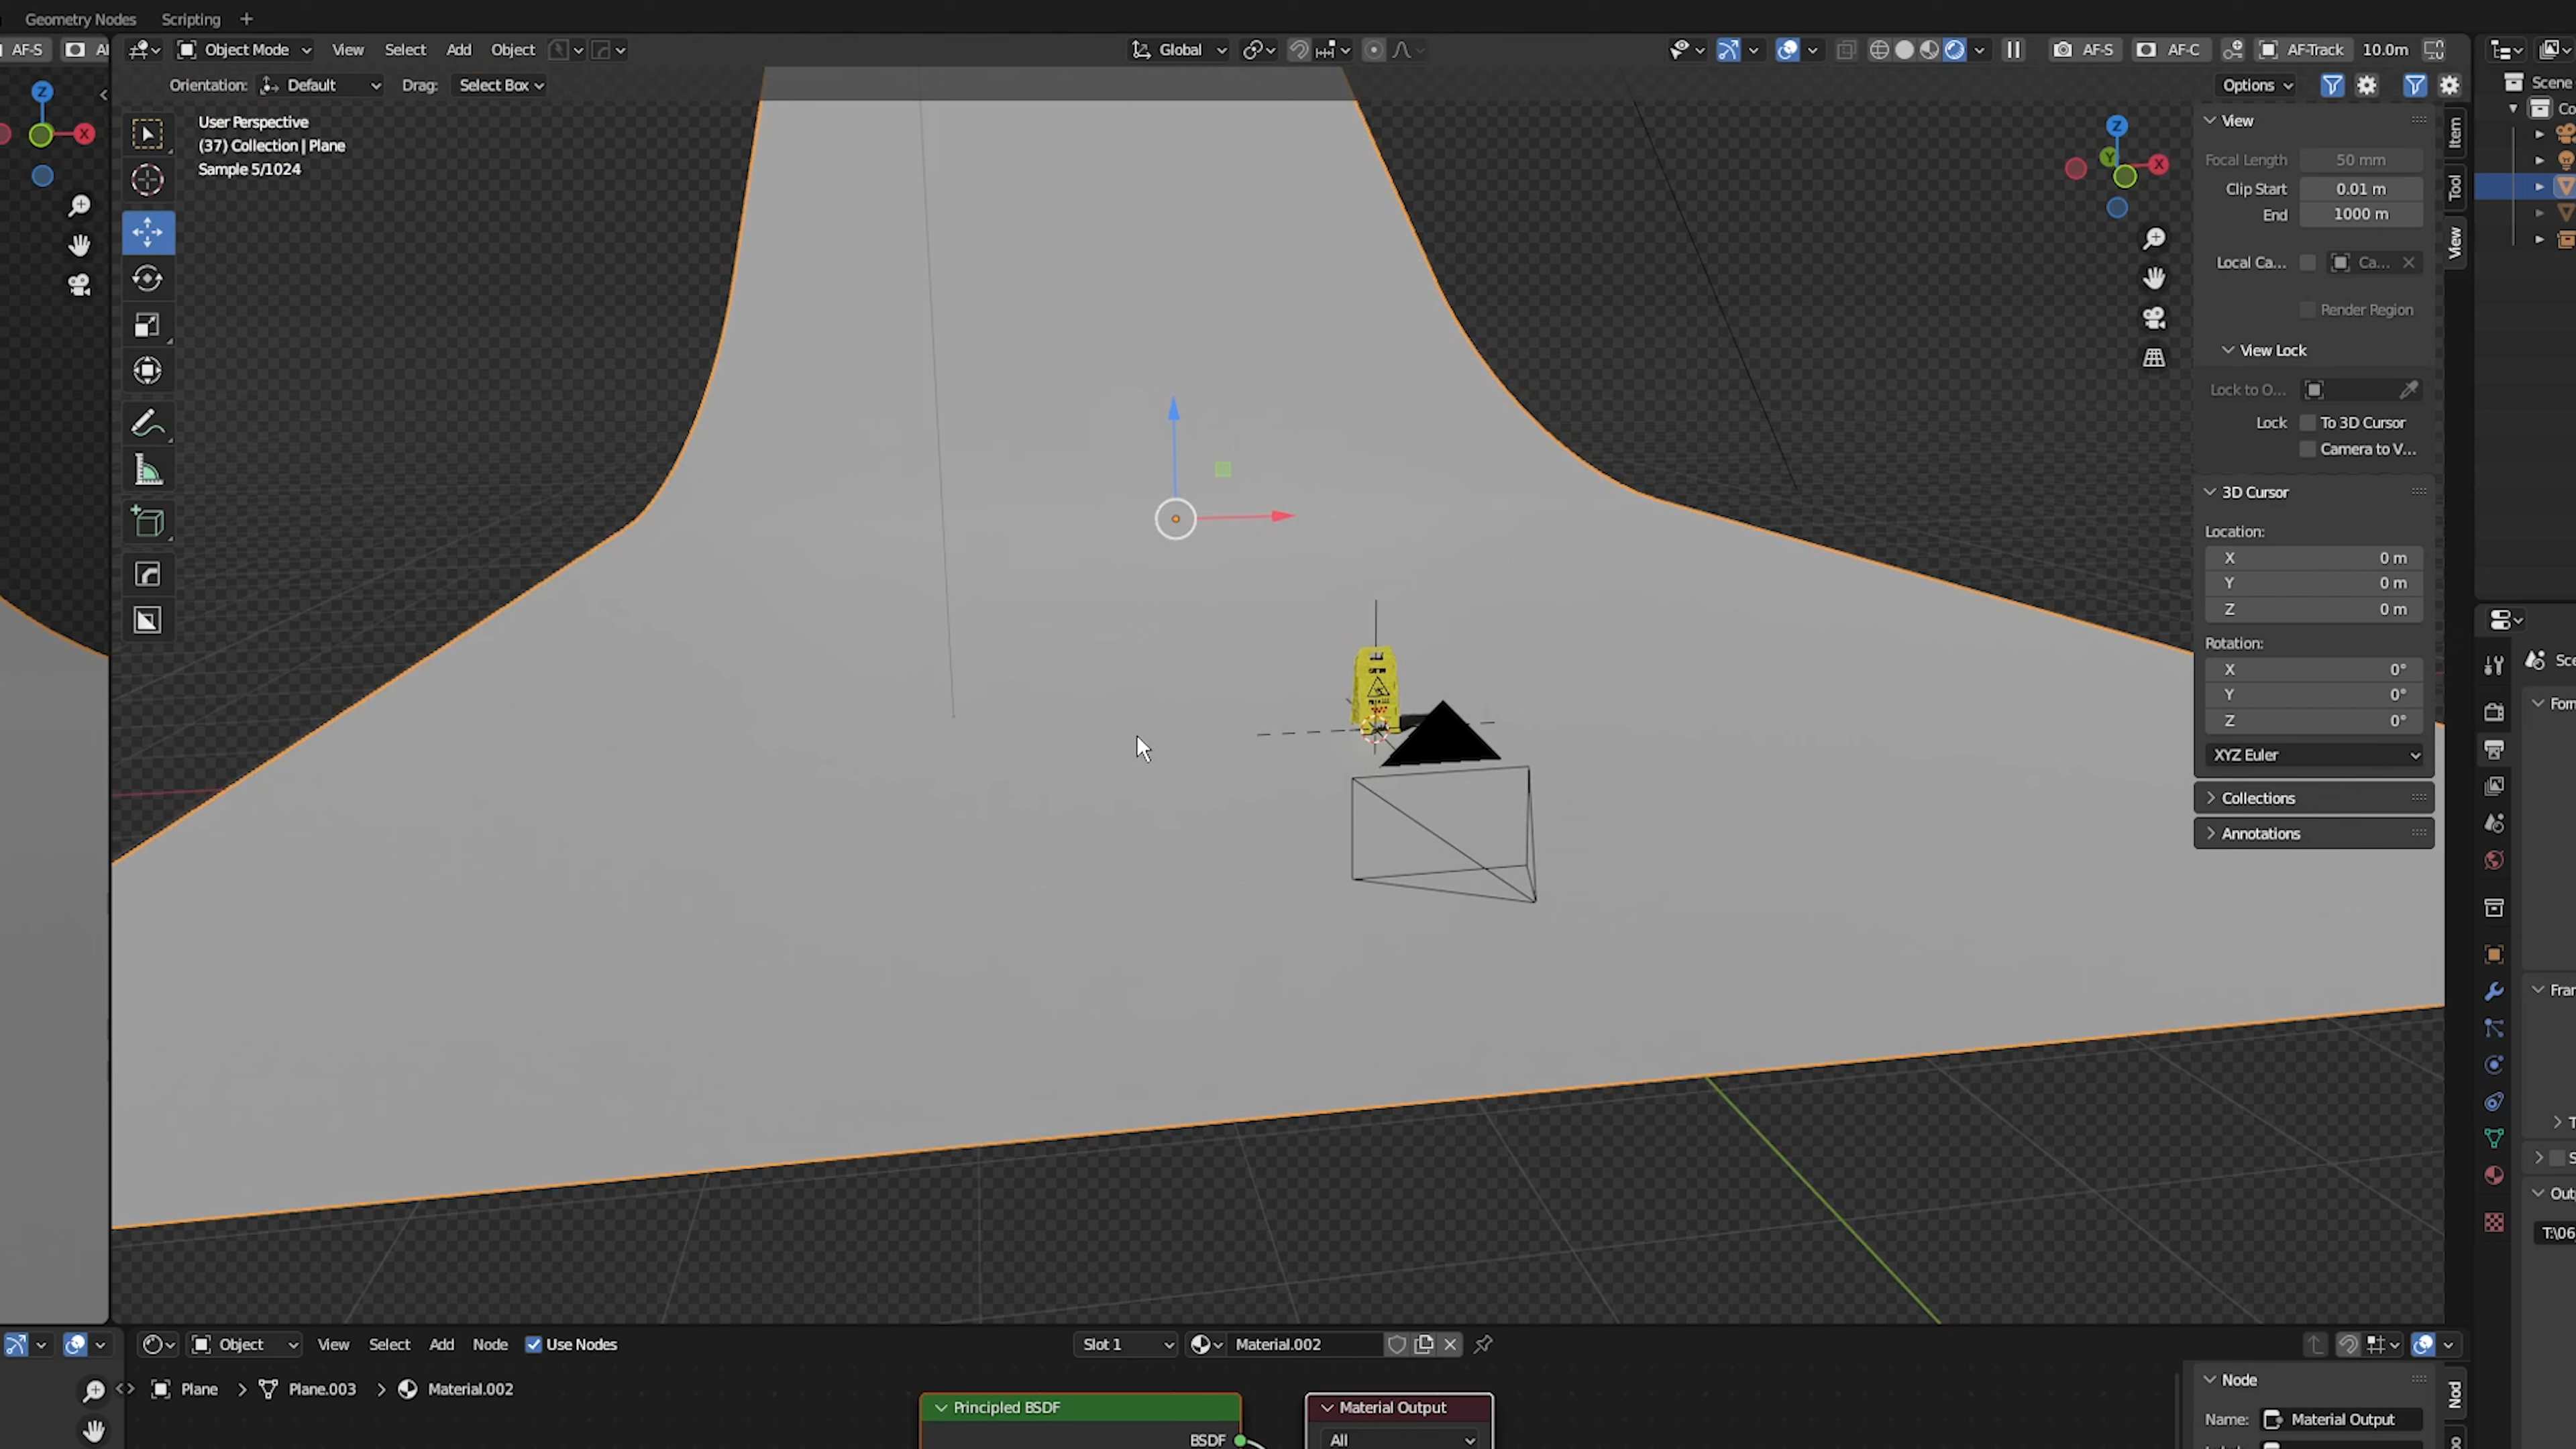 Geometry Nodes Scripting +
AF-S
Object Mode View Select Add Object Global AF-S AF-C AF-Track 10.0m
Orientation: Default Drag: Select Box Options
Scene
User Perspective
(37) Collection | Plane
Sample 5/1024
Z
X
Z
Y
X
View
Focal Length 50 mm
Clip Start 0.01 m
End 1000 m
Local Ca... Ca...
Render Region
View Lock
Lock to O...
Lock To 3D Cursor
Camera to V...
3D Cursor
Location:
X 0 m
Y 0 m
Z 0 m
Rotation:
X 0°
Y 0°
Z 0°
XYZ Euler
Collections
Annotations
Item
Tool
View
Object View Select Add Node Use Nodes Slot 1 Material.002
Plane > Plane.003 > Material.002
Principled BSDF
BSDF
Material Output
All
Node
Name: Material Output
T:\06